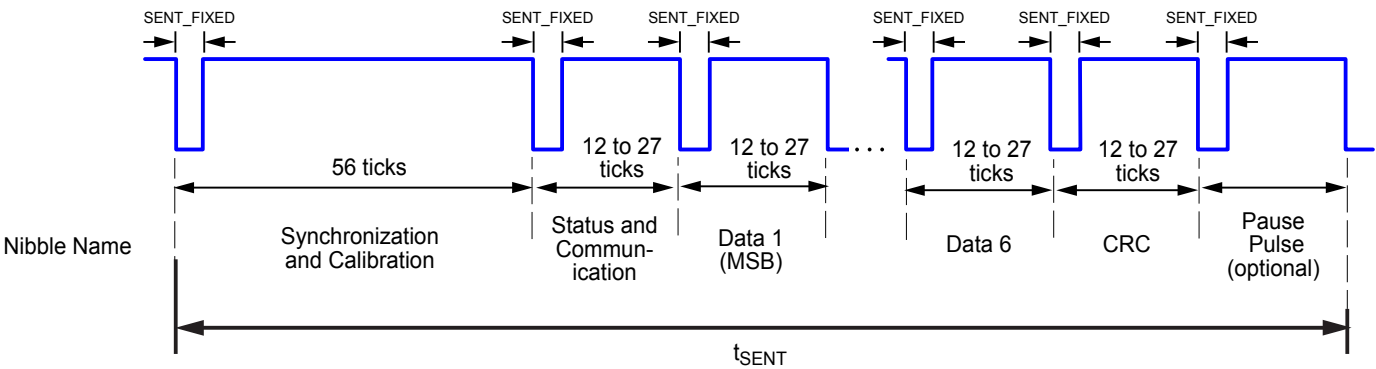 SENT_FIXED SENT_FIXED SENT_FIXED SENT_FIXED SENT_FIXED SENT_FIXED
56 ticks
12 to 27
ticks
12 to 27
ticks
. . .
12 to 27
ticks
12 to 27
ticks
Nibble Name
Synchronization
and Calibration
Status and
Commun-
ication
Data 1
(MSB)
Data 6
CRC
Pause
Pulse
(optional)
tSENT